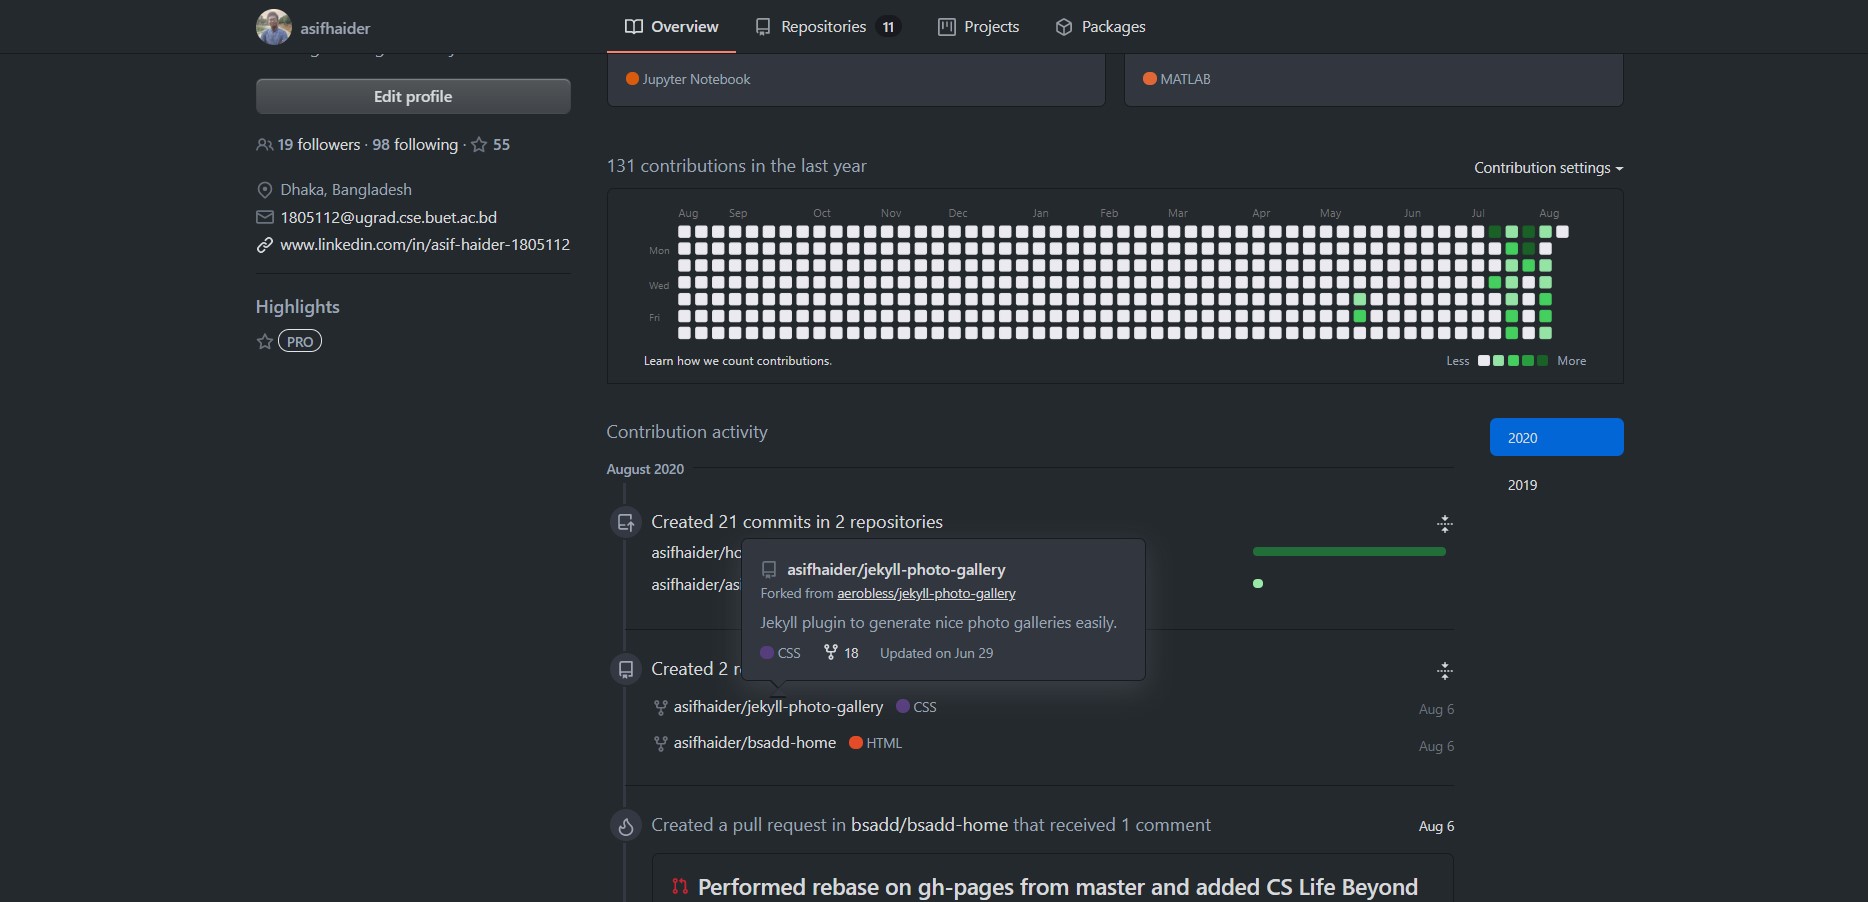 asifhaider
Overview
Repositories 11
Projects
Packages
Edit profile
19 followers · 98 following · 55
Dhaka, Bangladesh
1805112@ugrad.cse.buet.ac.bd
www.linkedin.com/in/asif-haider-1805112
Highlights
PRO
Jupyter Notebook
MATLAB
131 contributions in the last year
Contribution settings
Aug Sep Oct Nov Dec Jan Feb Mar Apr May Jun Jul Aug
Mon
Wed
Fri
Learn how we count contributions.
Less More
Contribution activity
2020
2019
August 2020
Created 21 commits in 2 repositories
asifhaider/ho
asifhaider/as
asifhaider/jekyll-photo-gallery
Forked from aerobless/jekyll-photo-gallery
Jekyll plugin to generate nice photo galleries easily.
CSS 18 Updated on Jun 29
Created 2 r
asifhaider/jekyll-photo-gallery CSS Aug 6
asifhaider/bsadd-home HTML Aug 6
Created a pull request in bsadd/bsadd-home that received 1 comment Aug 6
Performed rebase on gh-pages from master and added CS Life Beyond